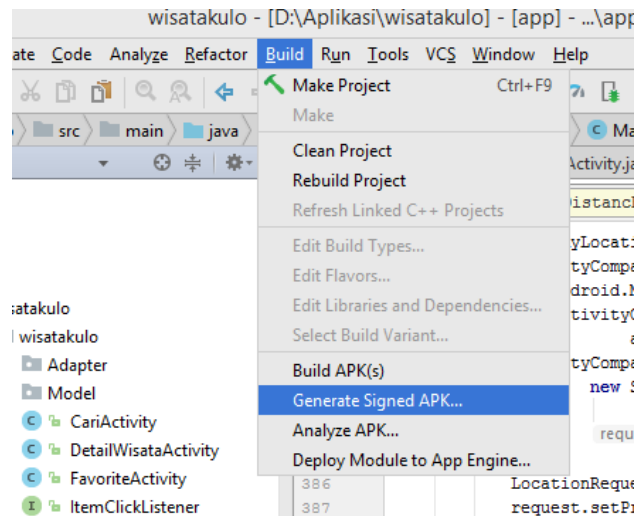 wisatakulo - [D:\Aplikasi\wisatakulo] - [app] - ...\app
ate Code Analyze Refactor Build Run Tools VCS Window Help
Make Project Ctrl+F9
Make
src main java Ma
Clean Project
Activity.ja
Rebuild Project
Refresh Linked C++ Projects
istanc
Edit Build Types...
yLocati
tyCompa
Edit Flavors...
droid.M
Edit Libraries and Dependencies...
tivityC
satakulo
Select Build Variant...
a
wisatakulo
Adapter
Build APK(s)
tyCompa
Model
Generate Signed APK...
new S
C CariActivity
Analyze APK...
requ
C DetailWisataActivity
Deploy Module to App Engine...
C FavoriteActivity
386 LocationReque
I ItemClickListener
387 request.setPr